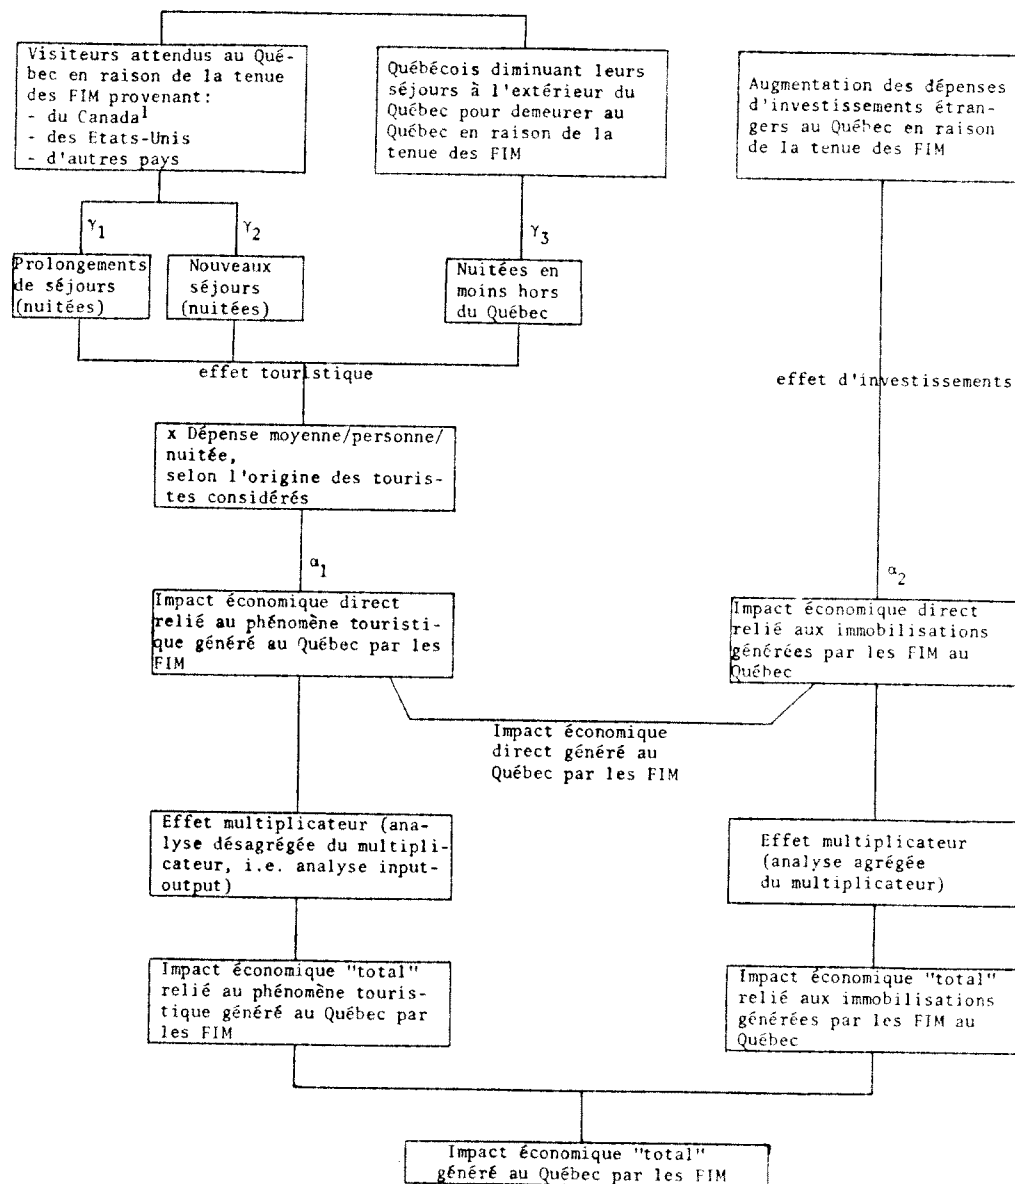 Visiteurs attendus au Qué-
bec en raison de la tenue
des FIM provenant:
- du Canada1
- des Etats-Unis
- d'autres pays
Québécois diminuant leurs
séjours à l'extérieur du
Québec pour demeurer au
Québec en raison de la
tenue des FIM
Augmentation des dépenses
d'investissements étran-
gers au Québec en raison
de la tenue des FIM
γ1
γ2
γ3
Prolongements
de séjours
(nuitées)
Nouveaux
séjours
(nuitées)
Nuitées en
moins hors
du Québec
effet touristique
effet d'investissements
x Dépense moyenne/personne/
nuitée,
selon l'origine des touris-
tes considérés
α1
α2
Impact économique direct
relié au phénomène touristi-
que généré au Québec par les
FIM
Impact économique direct
relié aux immobilisations
générées par les FIM au
Québec
Impact économique
direct généré au
Québec par les FIM
Effet multiplicateur (ana-
lyse désagrégée du multipli-
cateur, i.e. analyse input-
output)
Effet multiplicateur
(analyse agrégée
du multiplicateur)
Impact économique "total"
relié au phénomène touris-
tique généré au Québec par
les FIM
Impact économique "total"
relié aux immobilisations
générées par les FIM au
Québec
Impact économique "total"
généré au Québec par les FIM